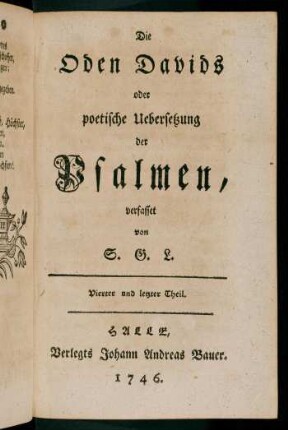 Die
Oden Davids
oder
poetische Uebersetzung
der
Psalmen,
verfasset
von
S. G. L.
Vierter und letzter Theil.
HALLE,
Verlegts Johann Andreas Bauer.
1746.